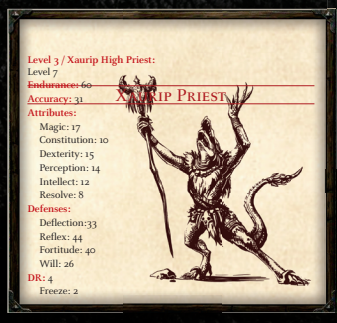 Level 3 / Xaurip High Priest:
Level 7
Endurance: 60
Accuracy: 31
Xaurip Priest
Attributes:
Magic: 17
Constitution: 10
Dexterity: 15
Perception: 14
Intellect: 12
Resolve: 8
Defenses:
Deflection:33
Reflex: 44
Fortitude: 40
Will: 26
DR: 4
Freeze: 2